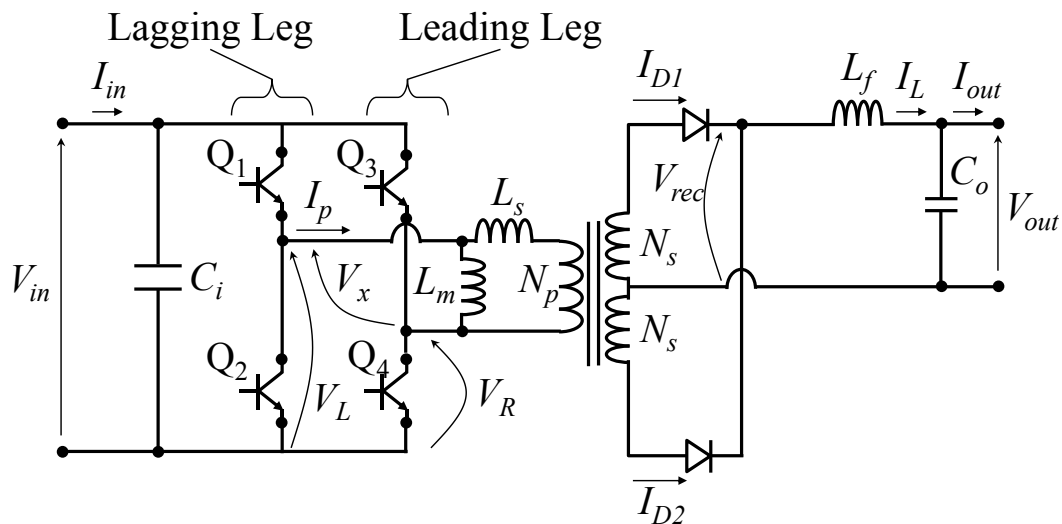 Lagging Leg
Leading Leg
I_in
I_D1
L_f
I_L
I_out
Q_1
Q_3
I_p
L_s
V_rec
C_o
V_in
C_i
V_x
L_m
N_p
N_s
V_out
Q_2
Q_4
V_L
V_R
N_s
I_D2